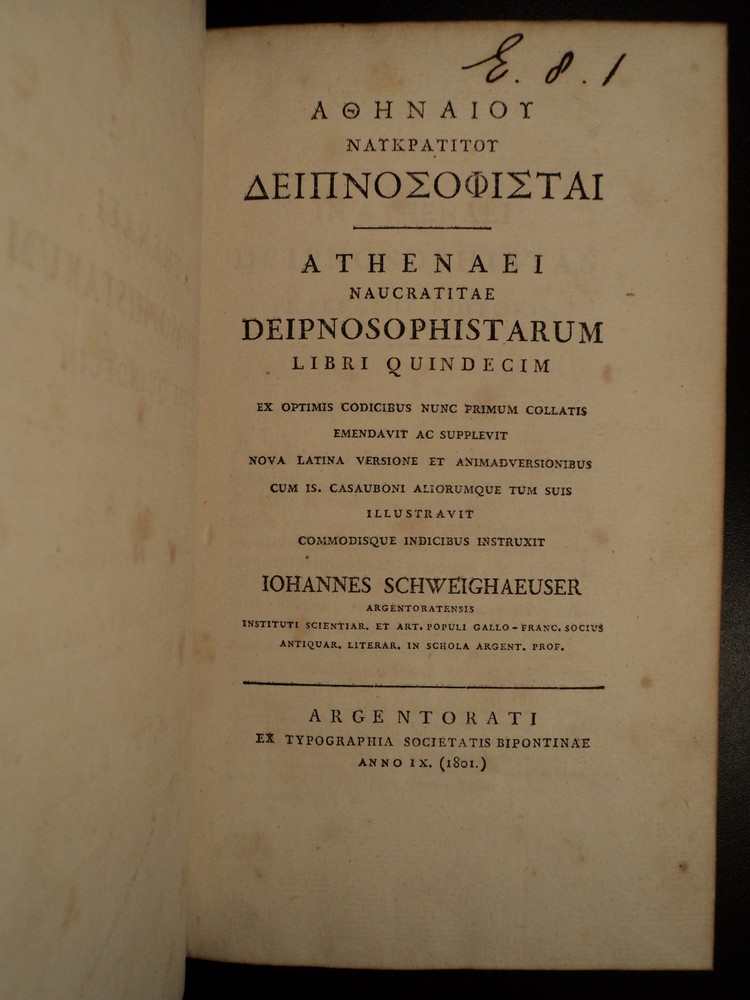 E. 8. 1
ΑΘΗΝΑΙΟΥ
ΝΑΥΚΡΑΤΙΤΟΥ
ΔΕΙΠΝΟΣΟΦΙΣΤΑΙ
ATHENAEI
NAUCRATITAE
DEIPNOSOPHISTARUM
LIBRI QUINDECIM
EX OPTIMIS CODICIBUS NUNC PRIMUM COLLATIS
EMENDAVIT AC SUPPLEVIT
NOVA LATINA VERSIONE ET ANIMADVERSIONIBUS
CUM IS. CASAUBONI ALIORUMQUE TUM SUIS
ILLUSTRAVIT
COMMODISQUE INDICIBUS INSTRUXIT
IOHANNES SCHWEIGHAEUSER
ARGENTORATENSIS
INSTITUTI SCIENTIAR. ET ART. POPULI GALLO-FRANC. SOCIUS
ANTIQUAR. LITERAR. IN SCHOLA ARGENT. PROF.
ARGENTORATI
EX TYPOGRAPHIA SOCIETATIS BIPONTINAE
ANNO IX. (1801.)